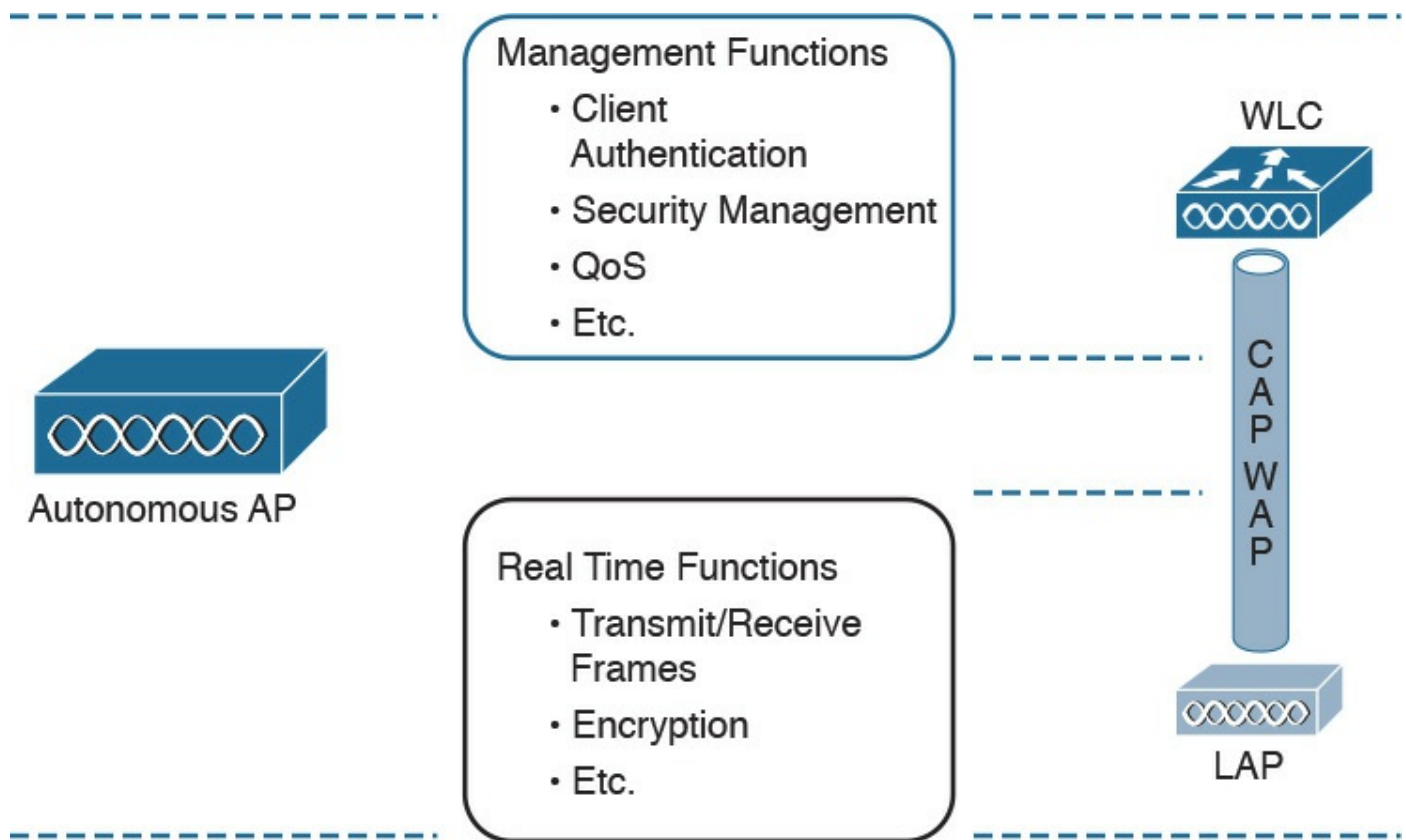 Management Functions
• Client
Authentication
• Security Management
• QoS
• Etc.
WLC
CAPWAP
Autonomous AP
Real Time Functions
• Transmit/Receive
Frames
• Encryption
• Etc.
LAP